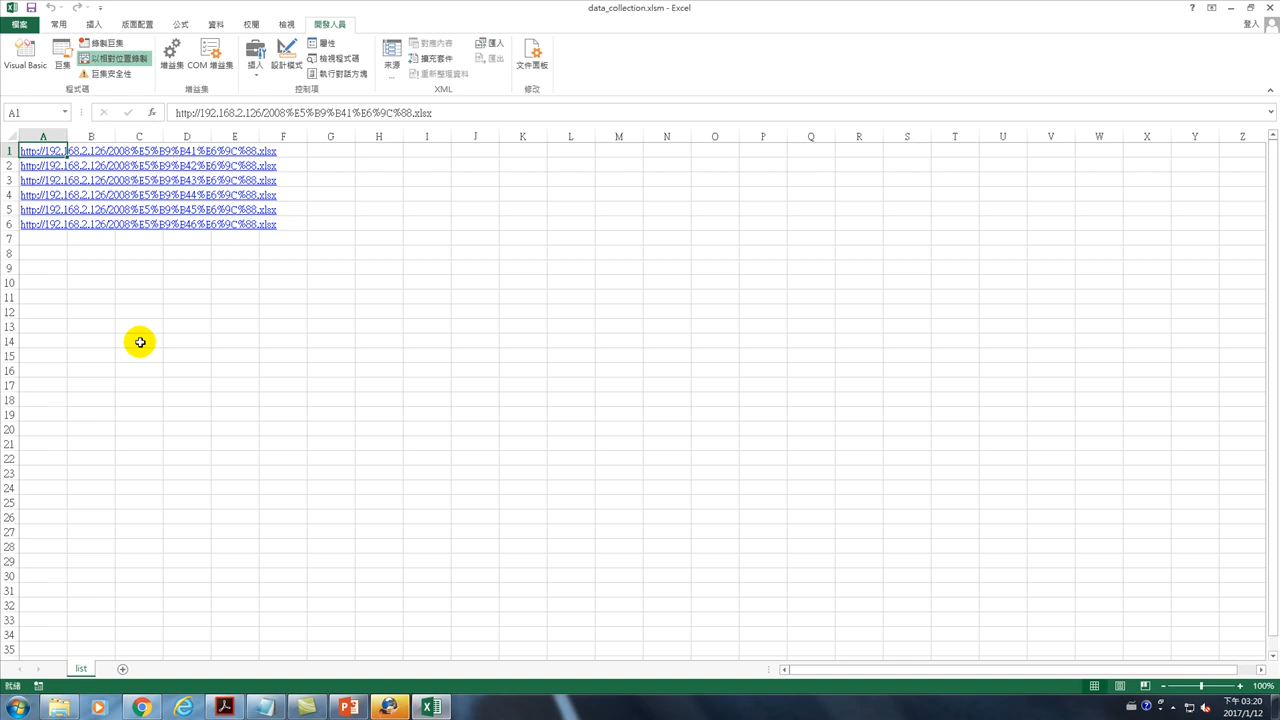 data_collection.xlsm - Excel
檔案 常用 插入 版面配置 公式 資料 校閱 檢視 開發人員 登入
Visual Basic 巨集 錄製巨集 以相對位置錄製 巨集安全性 增益集 COM 增益集 插入 設計模式 屬性 檢視程式碼 執行對話方塊 來源 對應內容 擴充套件 重新整理資料 匯入 匯出 文件面板
程式碼 增益集 控制項 XML 修改
A1 fx http://192.168.2.126/2008%E5%B9%B41%E6%9C%88.xlsx
A B C D E F G H I J K L M N O P Q R S T U V W X Y Z
1 http://192.168.2.126/2008%E5%B9%B41%E6%9C%88.xlsx
2 http://192.168.2.126/2008%E5%B9%B42%E6%9C%88.xlsx
3 http://192.168.2.126/2008%E5%B9%B43%E6%9C%88.xlsx
4 http://192.168.2.126/2008%E5%B9%B44%E6%9C%88.xlsx
5 http://192.168.2.126/2008%E5%B9%B45%E6%9C%88.xlsx
6 http://192.168.2.126/2008%E5%B9%B46%E6%9C%88.xlsx
7
8
9
10
11
12
13
14
15
16
17
18
19
20
21
22
23
24
25
26
27
28
29
30
31
32
33
34
35
list
就緒 100%
下午 03:20
2017/1/12